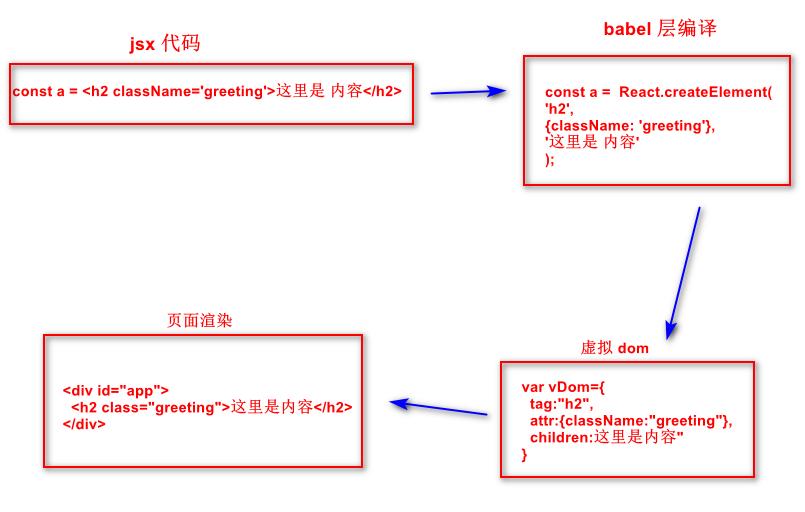 jsx 代码
const a = <h2 className='greeting'>这里是 内容</h2>
babel 层编译
const a =  React.createElement(
'h2',
{className: 'greeting'},
'这里是 内容'
);
虚拟 dom
var vDom={
  tag:"h2",
  attr:{className:"greeting"},
  children:这里是内容"
}
页面渲染
<div id="app">
  <h2 class="greeting">这里是内容</h2>
</div>